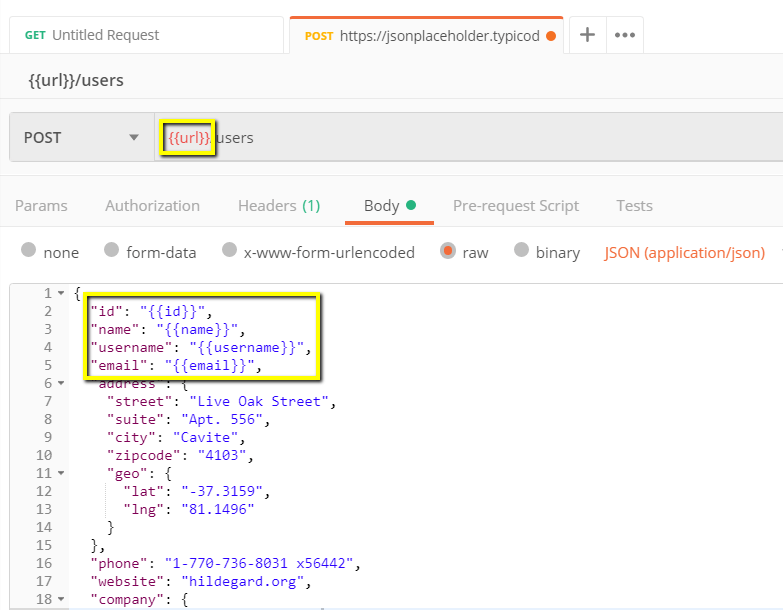 GET Untitled Request
POST https://jsonplaceholder.typicod
{{url}}/users
POST {{url}}/users
Params Authorization Headers (1) Body Pre-request Script Tests
none form-data x-www-form-urlencoded raw binary JSON (application/json)
1 {
2 "id": "{{id}}",
3 "name": "{{name}}",
4 "username": "{{username}}",
5 "email": "{{email}}",
6 "address": {
7 "street": "Live Oak Street",
8 "suite": "Apt. 556",
9 "city": "Cavite",
10 "zipcode": "4103",
11 "geo": {
12 "lat": "-37.3159",
13 "lng": "81.1496"
14 }
15 },
16 "phone": "1-770-736-8031 x56442",
17 "website": "hildegard.org",
18 "company": {